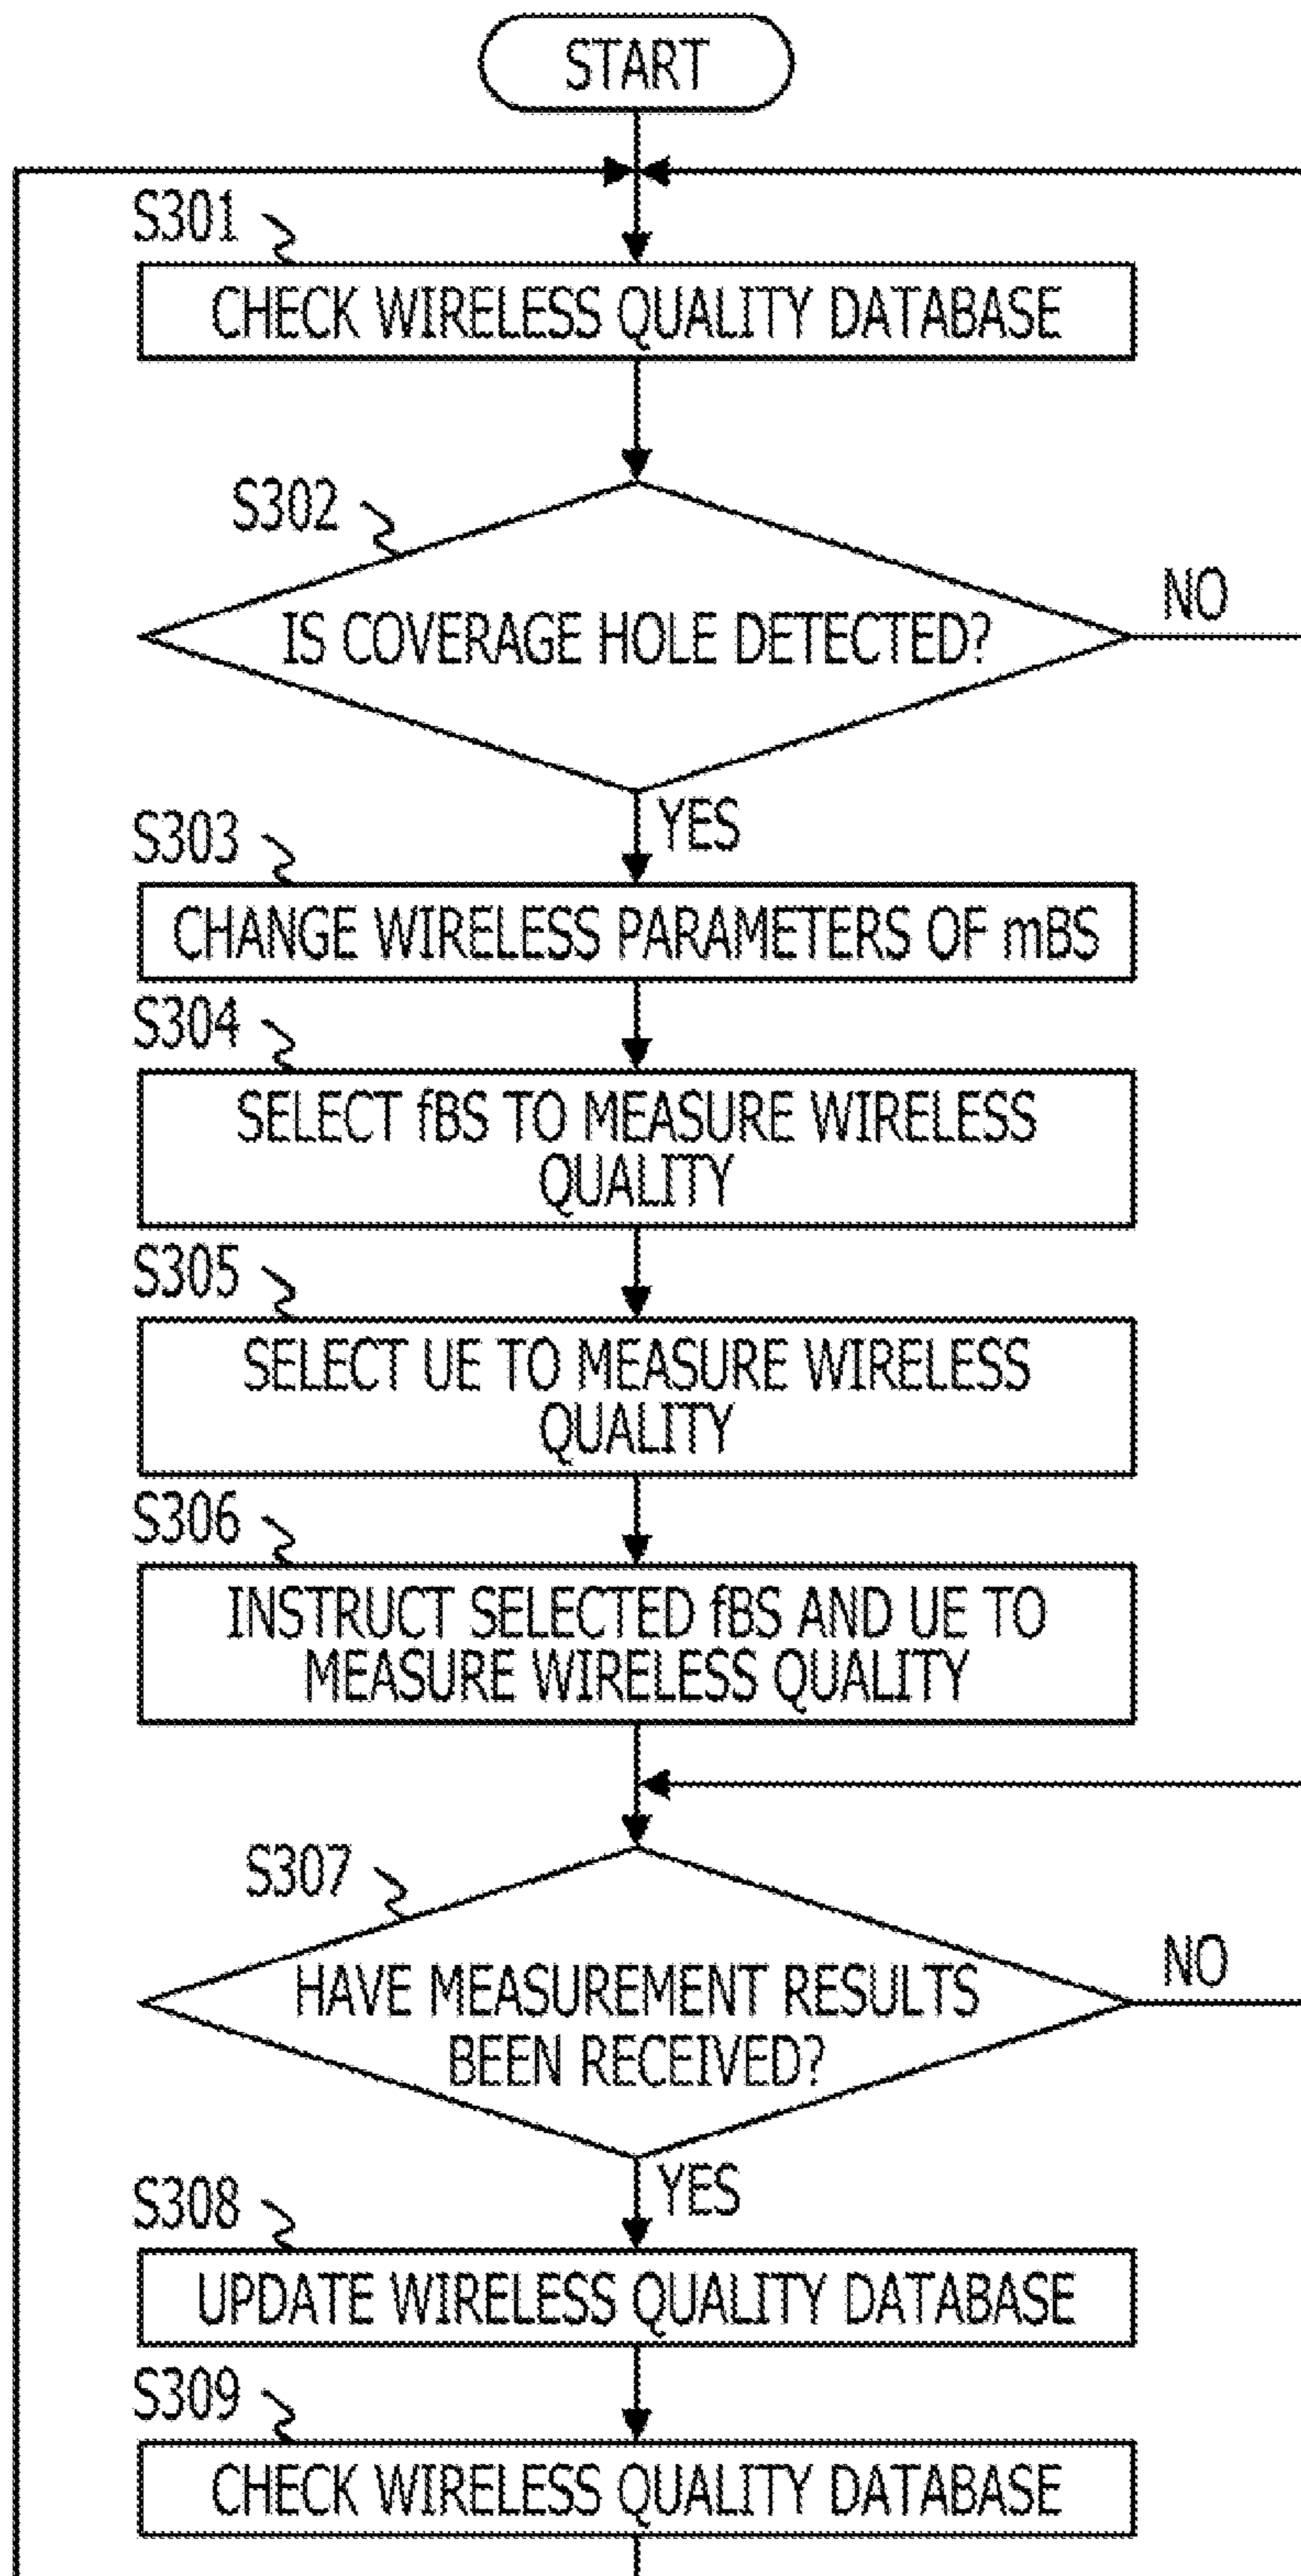 START
S301
CHECK WIRELESS QUALITY DATABASE
S302
IS COVERAGE HOLE DETECTED?
NO
YES
S303
CHANGE WIRELESS PARAMETERS OF mBS
S304
SELECT fBS TO MEASURE WIRELESS
QUALITY
S305
SELECT UE TO MEASURE WIRELESS
QUALITY
S306
INSTRUCT SELECTED fBS AND UE TO
MEASURE WIRELESS QUALITY
S307
HAVE MEASUREMENT RESULTS
BEEN RECEIVED?
NO
YES
S308
UPDATE WIRELESS QUALITY DATABASE
S309
CHECK WIRELESS QUALITY DATABASE